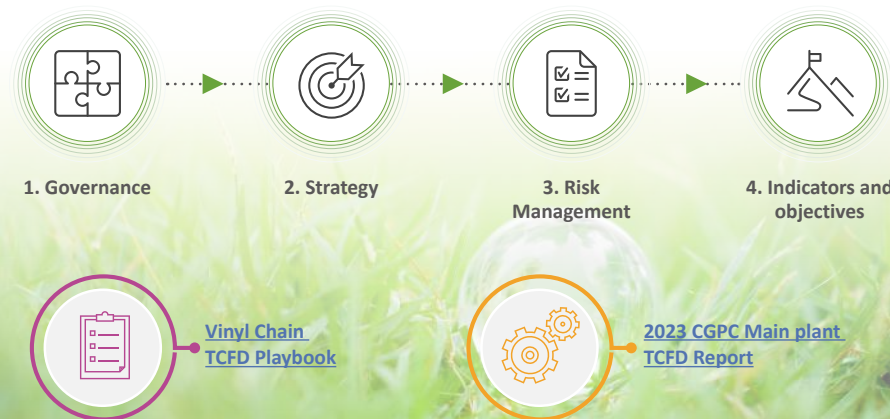 1. Governance
2. Strategy
3. Risk
Management
4. Indicators and
objectives
Vinyl Chain
TCFD Playbook
2023 CGPC Main plant
TCFD Report